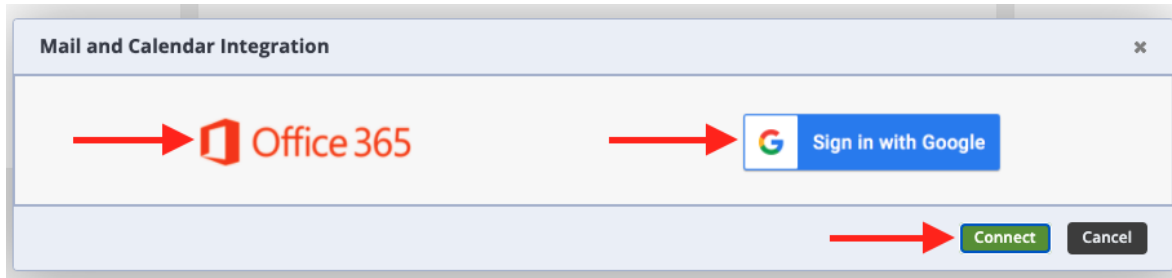 Mail and Calendar Integration
Office 365
Sign in with Google
Connect
Cancel